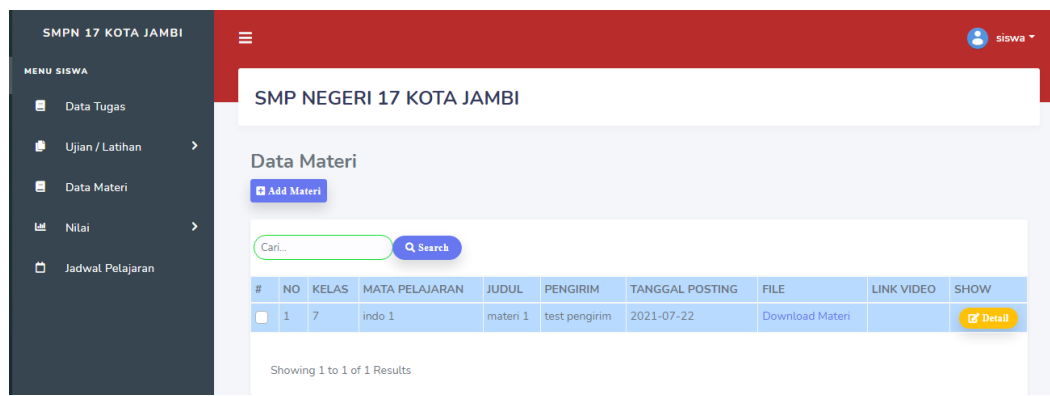 SMPN 17 KOTA JAMBI
siswa
MENU SISWA
Data Tugas
Ujian / Latihan
Data Materi
Nilai
Jadwal Pelajaran
SMP NEGERI 17 KOTA JAMBI
Data Materi
Add Materi
Cari... Search
# NO KELAS MATA PELAJARAN JUDUL PENGIRIM TANGGAL POSTING FILE LINK VIDEO SHOW
1 7 indo 1 materi 1 test pengirim 2021-07-22 Download Materi Detail
Showing 1 to 1 of 1 Results